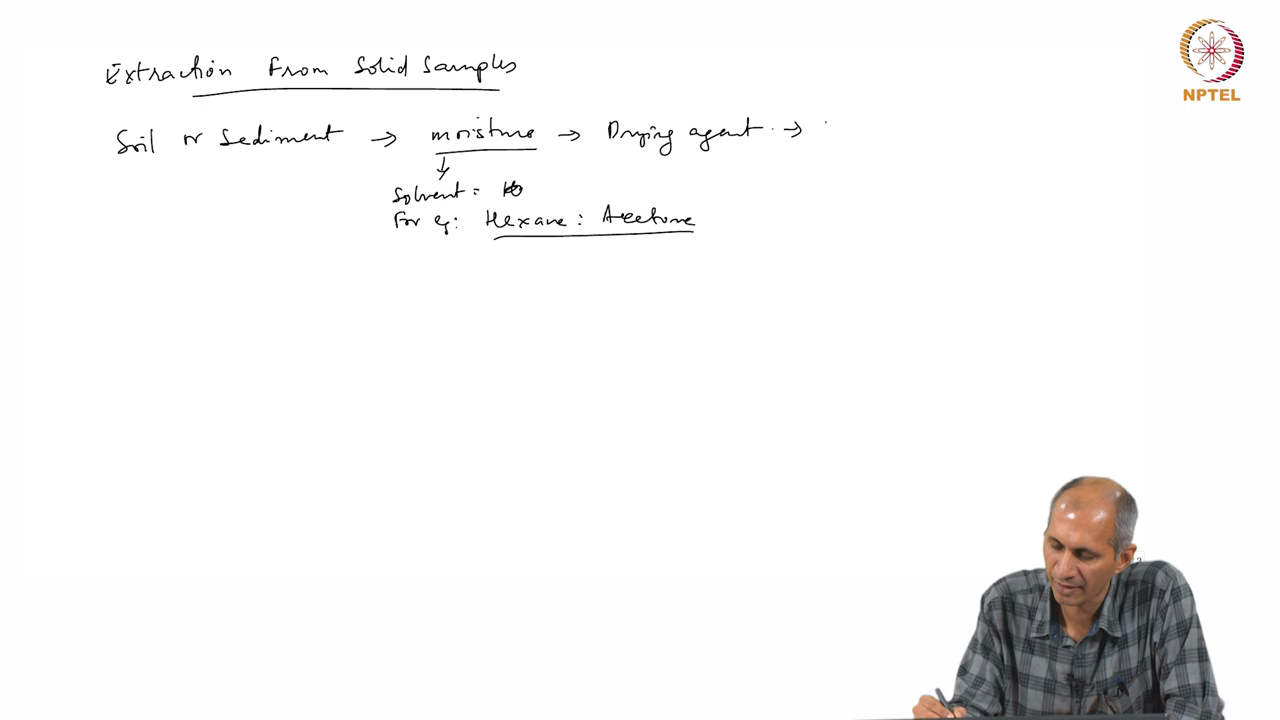 Extraction from Solid Samples
Soil or Sediment → moisture → Drying agent →
↓
Solvent =
For eg: Hexane : Acetone
NPTEL